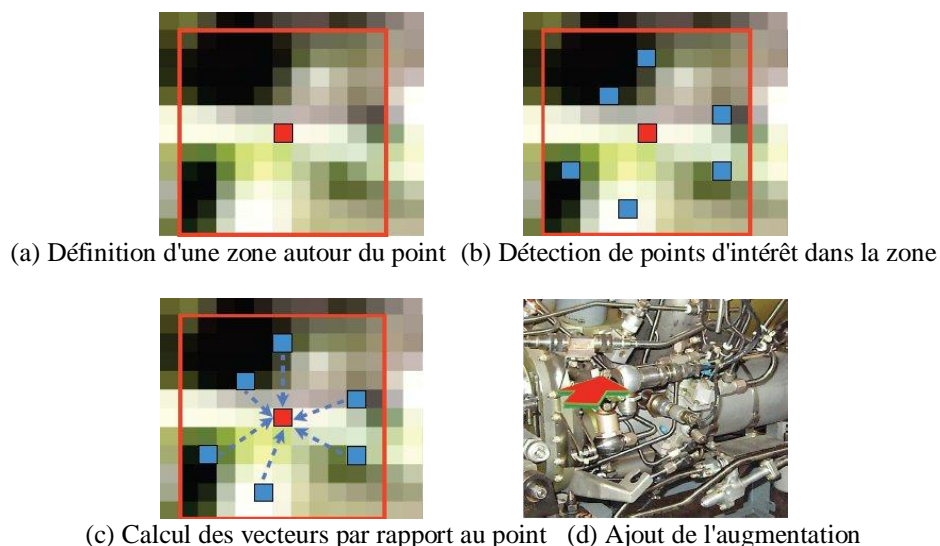 (a) Définition d'une zone autour du point (b) Détection de points d'intérêt dans la zone
(c) Calcul des vecteurs par rapport au point (d) Ajout de l'augmentation